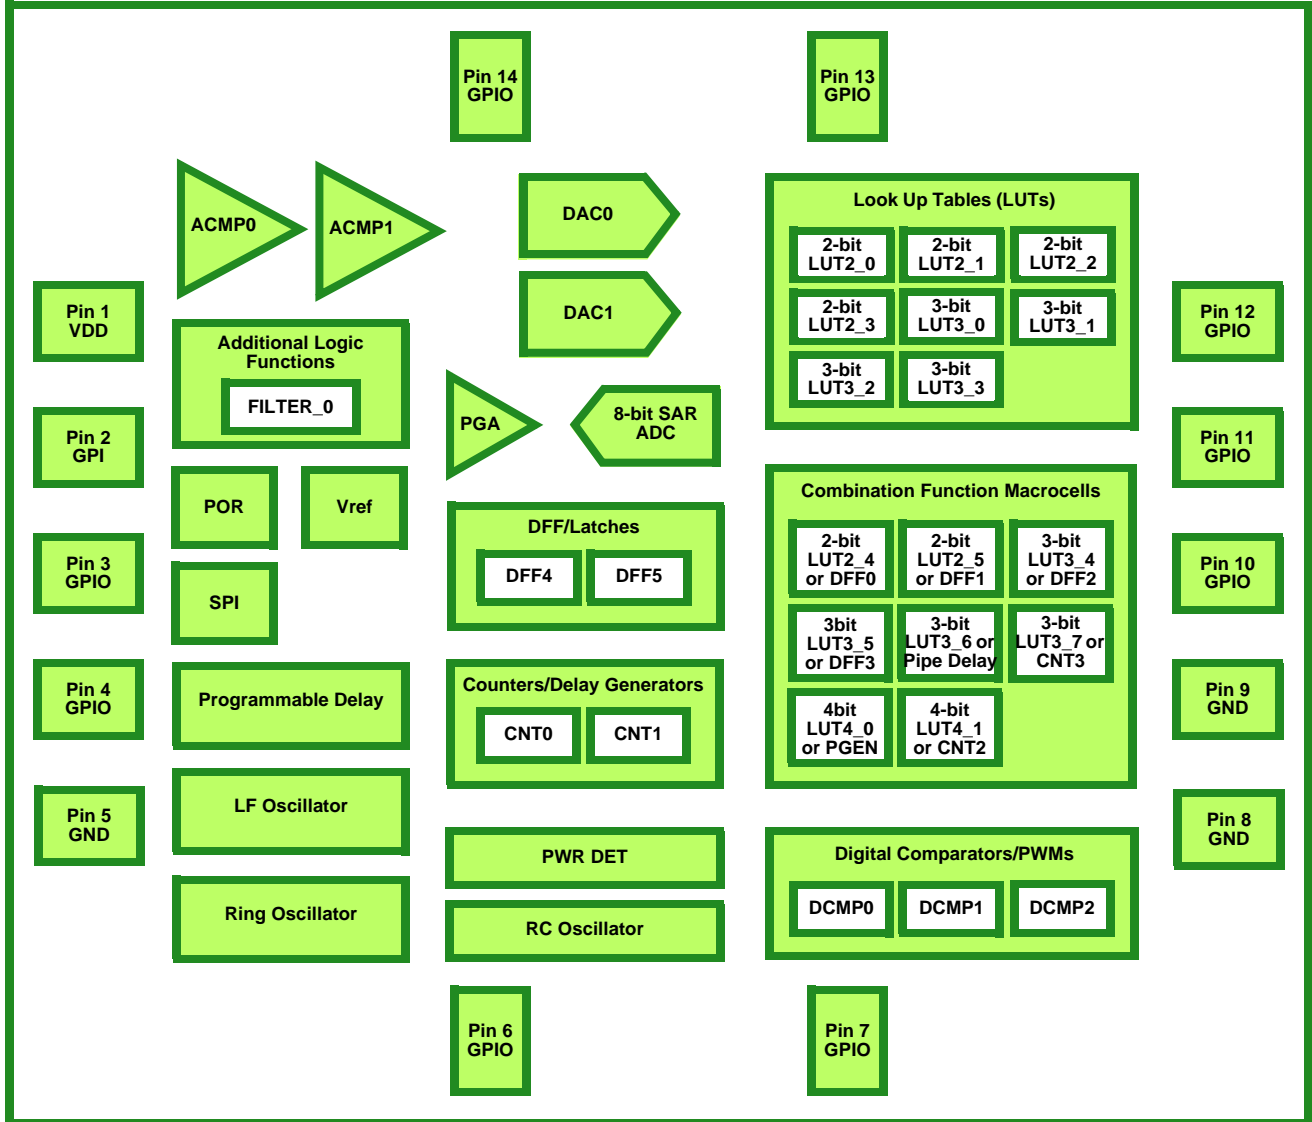 Pin 14
GPIO
Pin 13
GPIO
ACMP0
ACMP1
DAC0
DAC1
Look Up Tables (LUTs)
2-bit
LUT2_0
2-bit
LUT2_1
2-bit
LUT2_2
2-bit
LUT2_3
3-bit
LUT3_0
3-bit
LUT3_1
3-bit
LUT3_2
3-bit
LUT3_3
Pin 1
VDD
Pin 2
GPI
Pin 3
GPIO
Pin 4
GPIO
Pin 5
GND
Additional Logic
Functions
FILTER_0
PGA
8-bit SAR
ADC
POR
Vref
SPI
DFF/Latches
DFF4
DFF5
Combination Function Macrocells
2-bit
LUT2_4
or DFF0
2-bit
LUT2_5
or DFF1
3-bit
LUT3_4
or DFF2
3bit
LUT3_5
or DFF3
3-bit
LUT3_6 or
Pipe Delay
3-bit
LUT3_7 or
CNT3
4bit
LUT4_0
or PGEN
4-bit
LUT4_1
or CNT2
Programmable Delay
Counters/Delay Generators
CNT0
CNT1
LF Oscillator
Ring Oscillator
PWR DET
RC Oscillator
Digital Comparators/PWMs
DCMP0
DCMP1
DCMP2
Pin 12
GPIO
Pin 11
GPIO
Pin 10
GPIO
Pin 9
GND
Pin 8
GND
Pin 6
GPIO
Pin 7
GPIO